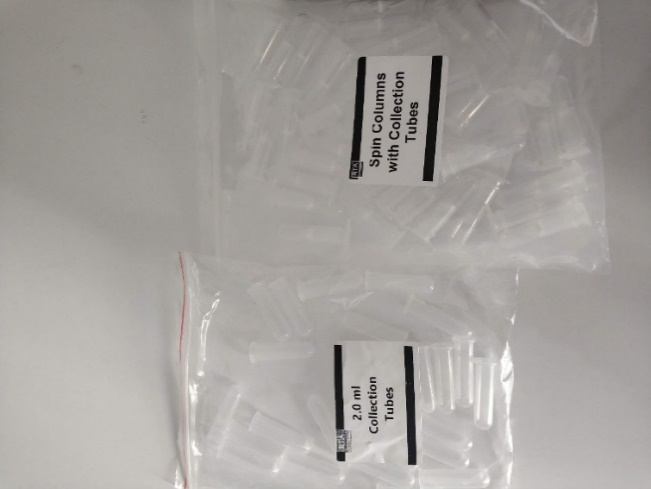 Spin Columns
with Collection
Tubes
2.0 ml
Collection
Tubes